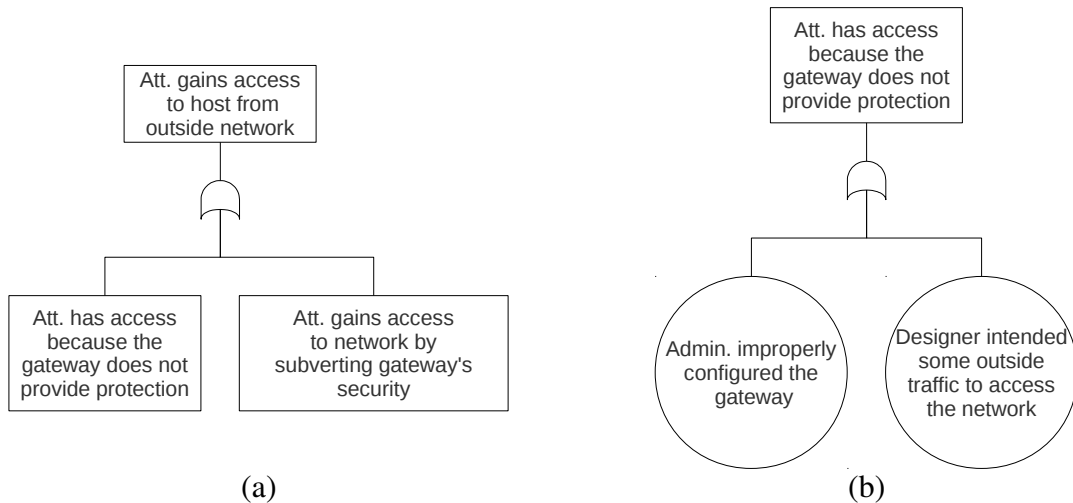 Att. gains access
to host from
outside network
Att. has access
because the
gateway does not
provide protection
Att. gains access
to network by
subverting gateway's
security
(a)
Att. has access
because the
gateway does not
provide protection
Admin. improperly
configured the
gateway
Designer intended
some outside
traffic to access
the network
(b)